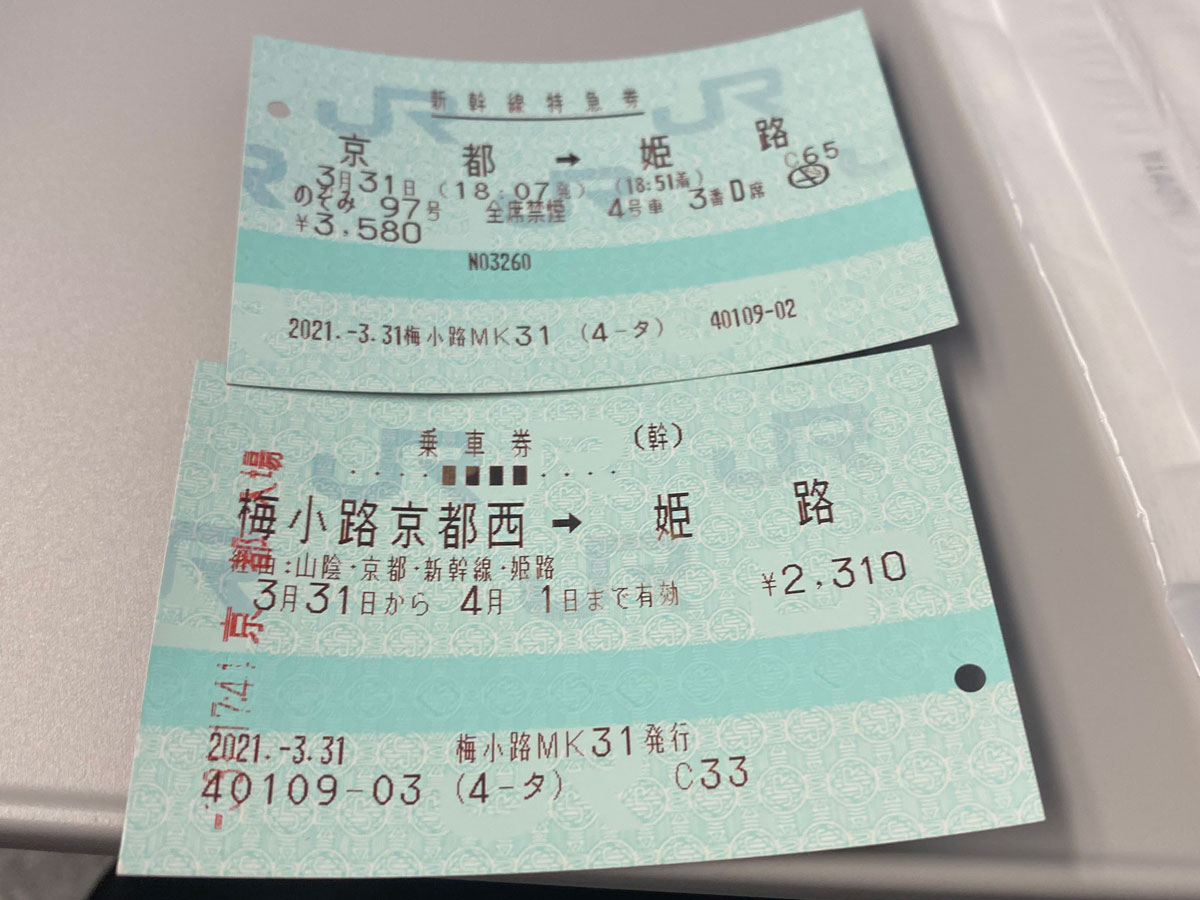 新幹線特急券
京都 → 姫路
3月31日 (18:07発) (18:51着) C65
のぞみ 97号 全席禁煙 4号車 3番D席
¥3,580
N03260
2021.-3.31梅小路MK31 (4-タ) 40109-02
乗車券 (幹)
梅小路京都西 → 姫路
由:山陰・京都・新幹線・姫路
3月31日から 4月 1日まで有効 ¥2,310
2021.-3.31 梅小路MK31発行
40109-03 (4-タ) C33